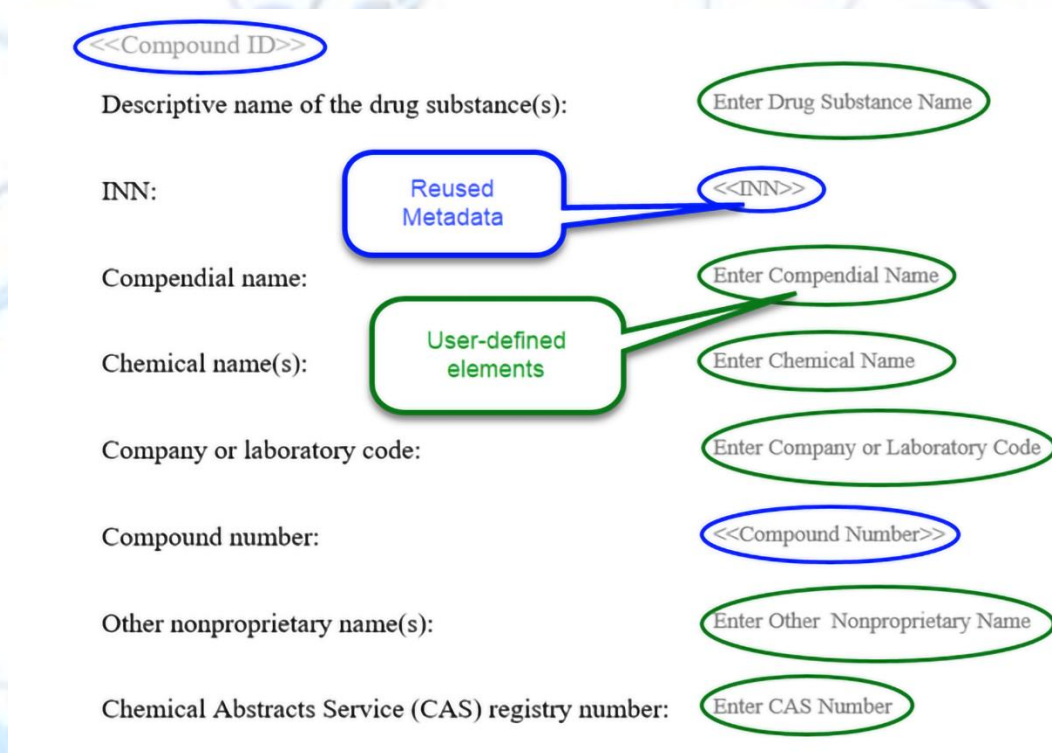 <<Compound ID>>
Descriptive name of the drug substance(s): Enter Drug Substance Name
INN: <<INN>>
Reused
Metadata
Compendial name: Enter Compendial Name
User-defined
elements
Chemical name(s): Enter Chemical Name
Company or laboratory code: Enter Company or Laboratory Code
Compound number: <<Compound Number>>
Other nonproprietary name(s): Enter Other Nonproprietary Name
Chemical Abstracts Service (CAS) registry number: Enter CAS Number